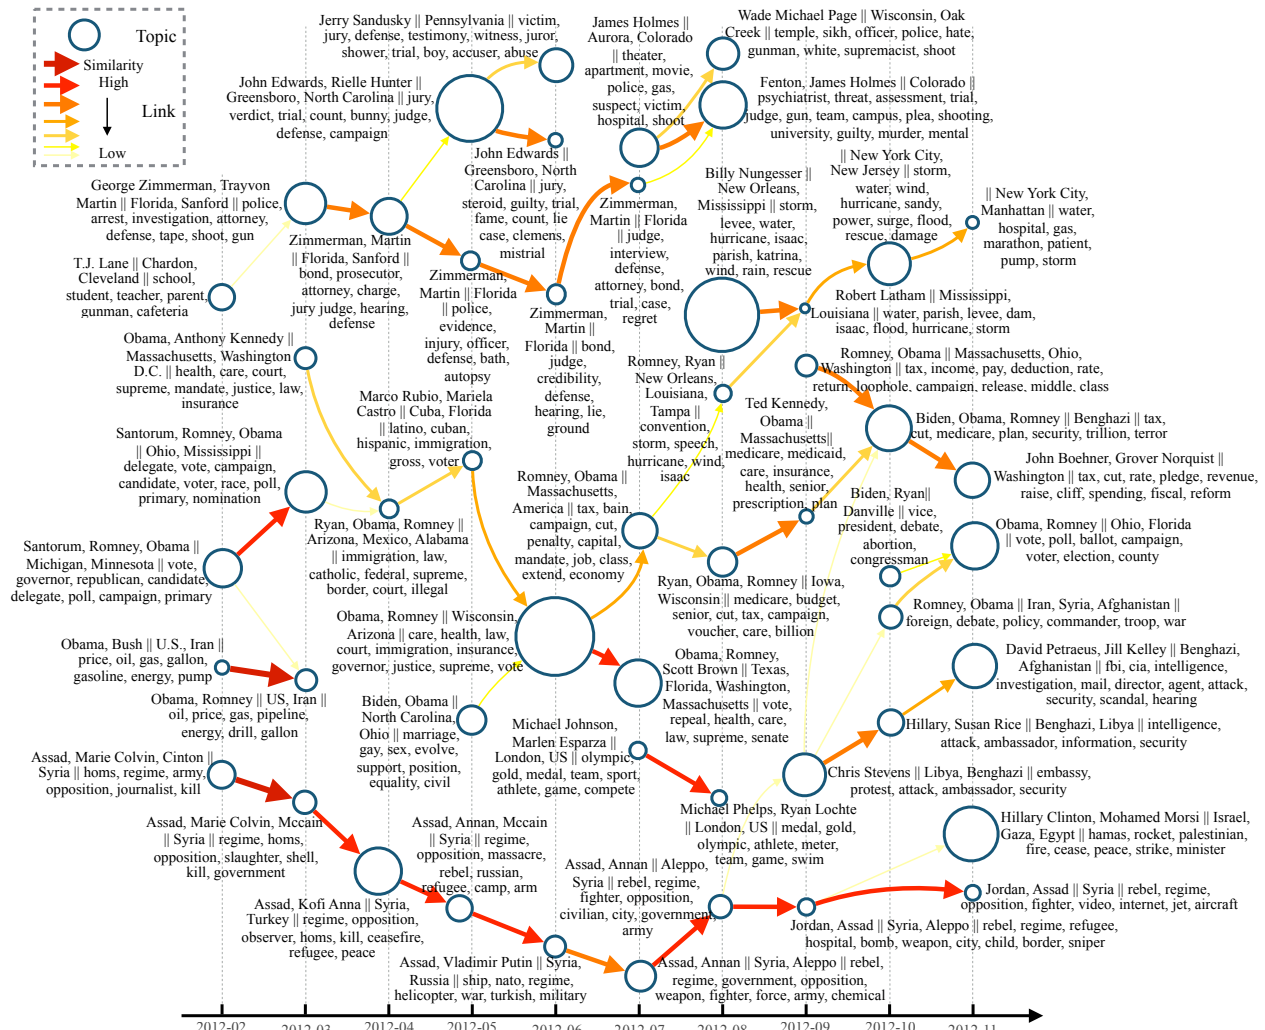 Topic
Similarity
High
Link
Low
Jerry Sandusky || Pennsylvania || victim,
jury, defense, testimony, witness, juror,
shower, trial, boy, accuser, abuse
James Holmes ||
Aurora, Colorado
|| theater,
apartment, movie,
police, gas,
suspect, victim,
hospital, shoot
Wade Michael Page || Wisconsin, Oak
Creek || temple, sikh, officer, police, hate,
gunman, white, supremacist, shoot
John Edwards, Rielle Hunter ||
Greensboro, North Carolina || jury,
verdict, trial, count, bunny, judge,
defense, campaign
Fenton, James Holmes || Colorado ||
psychiatrist, threat, assessment, trial,
judge, gun, team, campus, plea, shooting,
university, guilty, murder, mental
John Edwards ||
Greensboro, North
Carolina || jury,
steroid, guilty, trial,
fame, count, lie
case, clemens,
mistrial
George Zimmerman, Trayvon
Martin || Florida, Sanford || police,
arrest, investigation, attorney,
defense, tape, shoot, gun
Billy Nungesser ||
New Orleans,
Mississippi || storm,
levee, water,
hurricane, isaac,
parish, katrina,
wind, rain, rescue
|| New York City,
New Jersey || storm,
water, wind,
hurricane, sandy,
power, surge, flood,
rescue, damage
|| New York City,
Manhattan || water,
hospital, gas,
marathon, patient,
pump, storm
Zimmerman,
Martin || Florida
|| judge,
interview,
defense,
attorney, bond,
trial, case,
regret
T.J. Lane || Chardon,
Cleveland || school,
student, teacher, parent,
gunman, cafeteria
Zimmerman, Martin
|| Florida, Sanford ||
bond, prosecutor,
attorney, charge,
jury judge, hearing,
defense
Zimmerman,
Martin || Florida
|| police,
evidence,
injury, officer,
defense, bath,
autopsy
Zimmerman,
Martin ||
Florida || bond,
judge,
credibility,
defense,
hearing, lie,
ground
Robert Latham || Mississippi,
Louisiana || water, parish, levee, dam,
isaac, flood, hurricane, storm
Obama, Anthony Kennedy ||
Massachusetts, Washington
D.C. || health, care, court,
supreme, mandate, justice, law,
insurance
Romney, Ryan ||
New Orleans,
Louisiana,
Tampa ||
convention,
storm, speech,
hurricane, wind,
isaac
Romney, Obama || Massachusetts, Ohio,
Washington || tax, income, pay, deduction, rate,
return, loophole, campaign, release, middle, class
Marco Rubio, Mariela
Castro || Cuba, Florida
|| latino, cuban,
hispanic, immigration,
gross, voter
Ted Kennedy,
Obama ||
Massachusetts||
medicare, medicaid,
care, insurance,
health, senior,
prescription, plan
Biden, Obama, Romney || Benghazi || tax,
cut, medicare, plan, security, trillion, terror
Santorum, Romney, Obama
|| Ohio, Mississippi ||
delegate, vote, campaign,
candidate, voter, race, poll,
primary, nomination
John Boehner, Grover Norquist ||
Washington || tax, cut, rate, pledge, revenue,
raise, cliff, spending, fiscal, reform
Romney, Obama ||
Massachusetts,
America || tax, bain,
campaign, cut,
penalty, capital,
mandate, job, class,
extend, economy
Biden, Ryan||
Danville || vice,
president, debate,
abortion,
congressman
Ryan, Obama, Romney ||
Arizona, Mexico, Alabama
|| immigration, law,
catholic, federal, supreme,
border, court, illegal
Obama, Romney || Ohio, Florida
|| vote, poll, ballot, campaign,
voter, election, county
Santorum, Romney, Obama ||
Michigan, Minnesota || vote,
governor, republican, candidate,
delegate, poll, campaign, primary
Ryan, Obama, Romney || Iowa,
Wisconsin || medicare, budget,
senior, cut, tax, campaign,
voucher, care, billion
Romney, Obama || Iran, Syria, Afghanistan ||
foreign, debate, policy, commander, troop, war
Obama, Romney || Wisconsin,
Arizona || care, health, law,
court, immigration, insurance,
governor, justice, supreme, vote
Obama, Bush || U.S., Iran ||
price, oil, gas, gallon,
gasoline, energy, pump
Obama, Romney,
Scott Brown || Texas,
Florida, Washington,
Massachusetts || vote,
repeal, health, care,
law, supreme, senate
David Petraeus, Jill Kelley || Benghazi,
Afghanistan || fbi, cia, intelligence,
investigation, mail, director, agent, attack,
security, scandal, hearing
Obama, Romney || US, Iran ||
oil, price, gas, pipeline,
energy, drill, gallon
Biden, Obama ||
North Carolina,
Ohio || marriage,
gay, sex, evolve,
support, position,
equality, civil
Michael Johnson,
Marlen Esparza ||
London, US || olympic,
gold, medal, team, sport,
athlete, game, compete
Hillary, Susan Rice || Benghazi, Libya || intelligence,
attack, ambassador, information, security
Assad, Marie Colvin, Cinton ||
Syria || homs, regime, army,
opposition, journalist, kill
Chris Stevens || Libya, Benghazi || embassy,
protest, attack, ambassador, security
Michael Phelps, Ryan Lochte
|| London, US || medal, gold,
olympic, athlete, meter,
team, game, swim
Assad, Marie Colvin, Mccain
|| Syria || regime, homs,
opposition, slaughter, shell,
kill, government
Assad, Annan, Mccain
|| Syria || regime,
opposition, massacre,
rebel, russian,
refugee, camp, arm
Hillary Clinton, Mohamed Morsi || Israel,
Gaza, Egypt || hamas, rocket, palestinian,
fire, cease, peace, strike, minister
Assad, Annan || Aleppo,
Syria || rebel, regime,
fighter, opposition,
civilian, city, government,
army
Jordan, Assad || Syria || rebel, regime,
opposition, fighter, video, internet, jet, aircraft
Assad, Kofi Anna || Syria,
Turkey || regime, opposition,
observer, homs, kill, ceasefire,
refugee, peace
Jordan, Assad || Syria, Aleppo || rebel, regime, refugee,
hospital, bomb, weapon, city, child, border, sniper
Assad, Vladimir Putin || Syria,
Russia || ship, nato, regime,
helicopter, war, turkish, military
Assad, Annan || Syria, Aleppo || rebel,
regime, government, opposition,
weapon, fighter, force, army, chemical
2012-02 2012-03 2012-04 2012-05 2012-06 2012-07 2012-08 2012-09 2012-10 2012-11